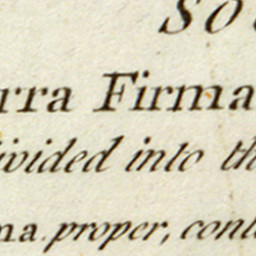 So
rra Firma
ivided into th
na proper, cont